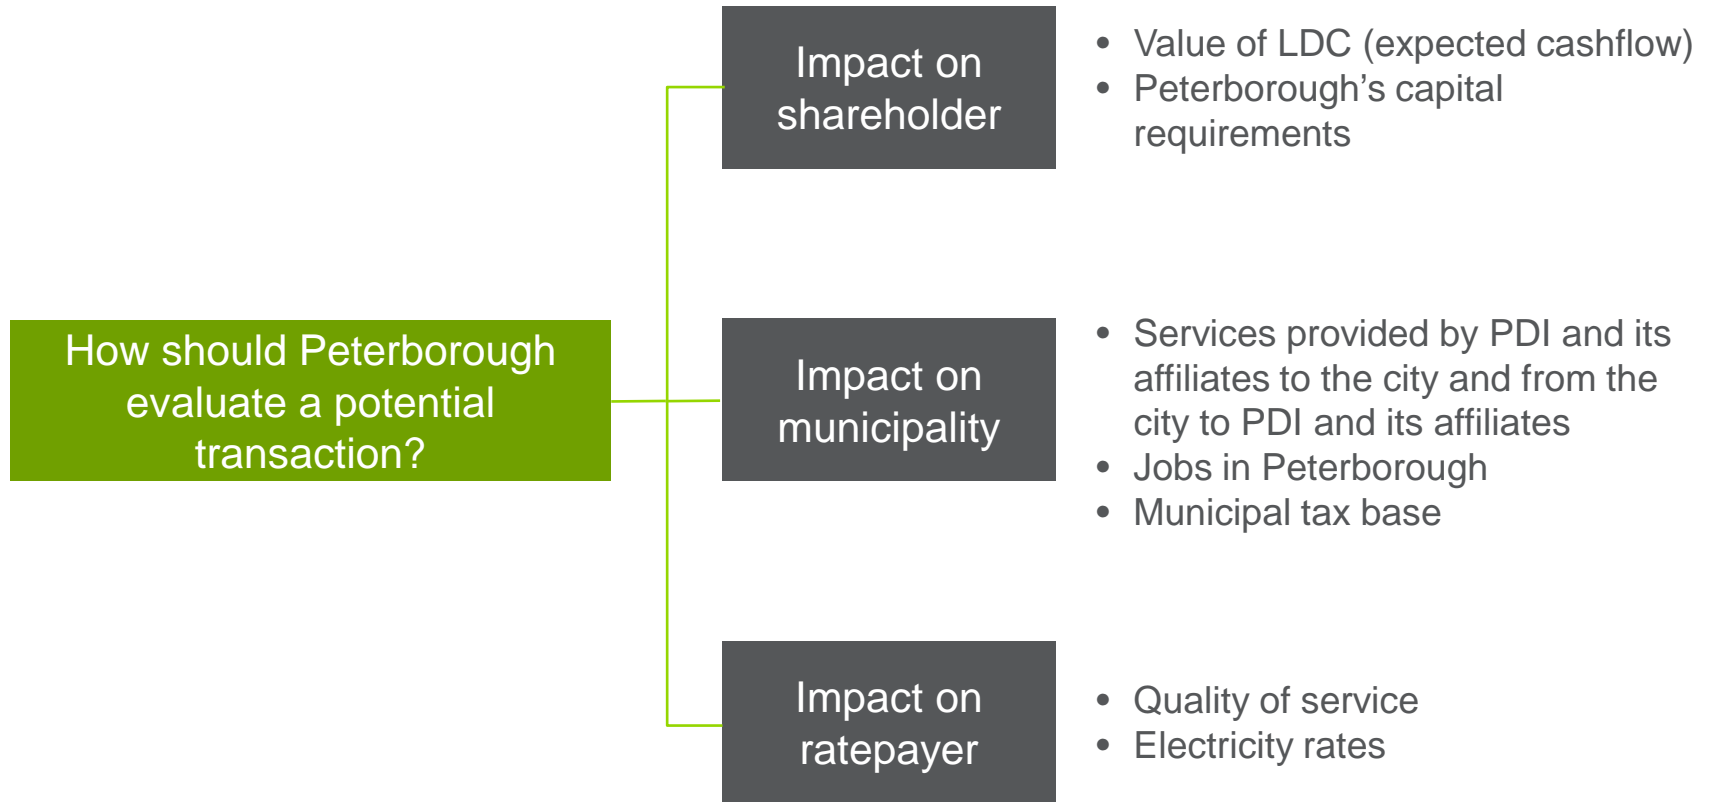 How should Peterborough
evaluate a potential
transaction?
Impact on
shareholder
• Value of LDC (expected cashflow)
• Peterborough’s capital
requirements
Impact on
municipality
• Services provided by PDI and its
affiliates to the city and from the
city to PDI and its affiliates
• Jobs in Peterborough
• Municipal tax base
Impact on
ratepayer
• Quality of service
• Electricity rates